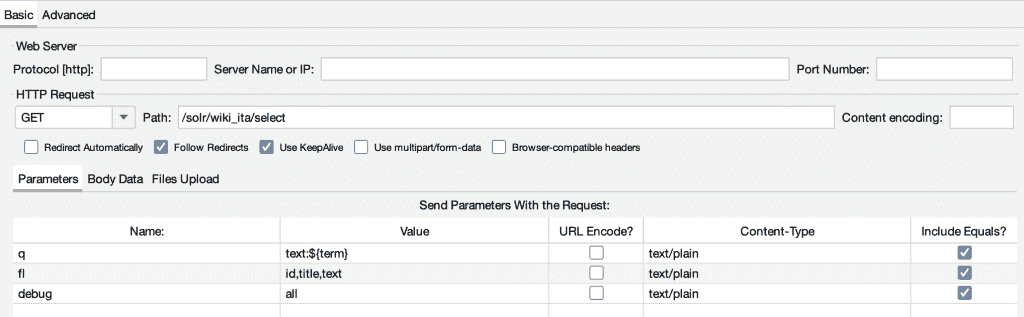 Basic Advanced
Web Server
Protocol [http]: Server Name or IP: Port Number:
HTTP Request
GET Path: /solr/wiki_ita/select Content encoding:
Redirect Automatically Follow Redirects Use KeepAlive Use multipart/form-data Browser-compatible headers
Parameters Body Data Files Upload
Send Parameters With the Request:
Name: Value URL Encode? Content-Type Include Equals?
q text:${term} text/plain
fl id,title,text text/plain
debug all text/plain